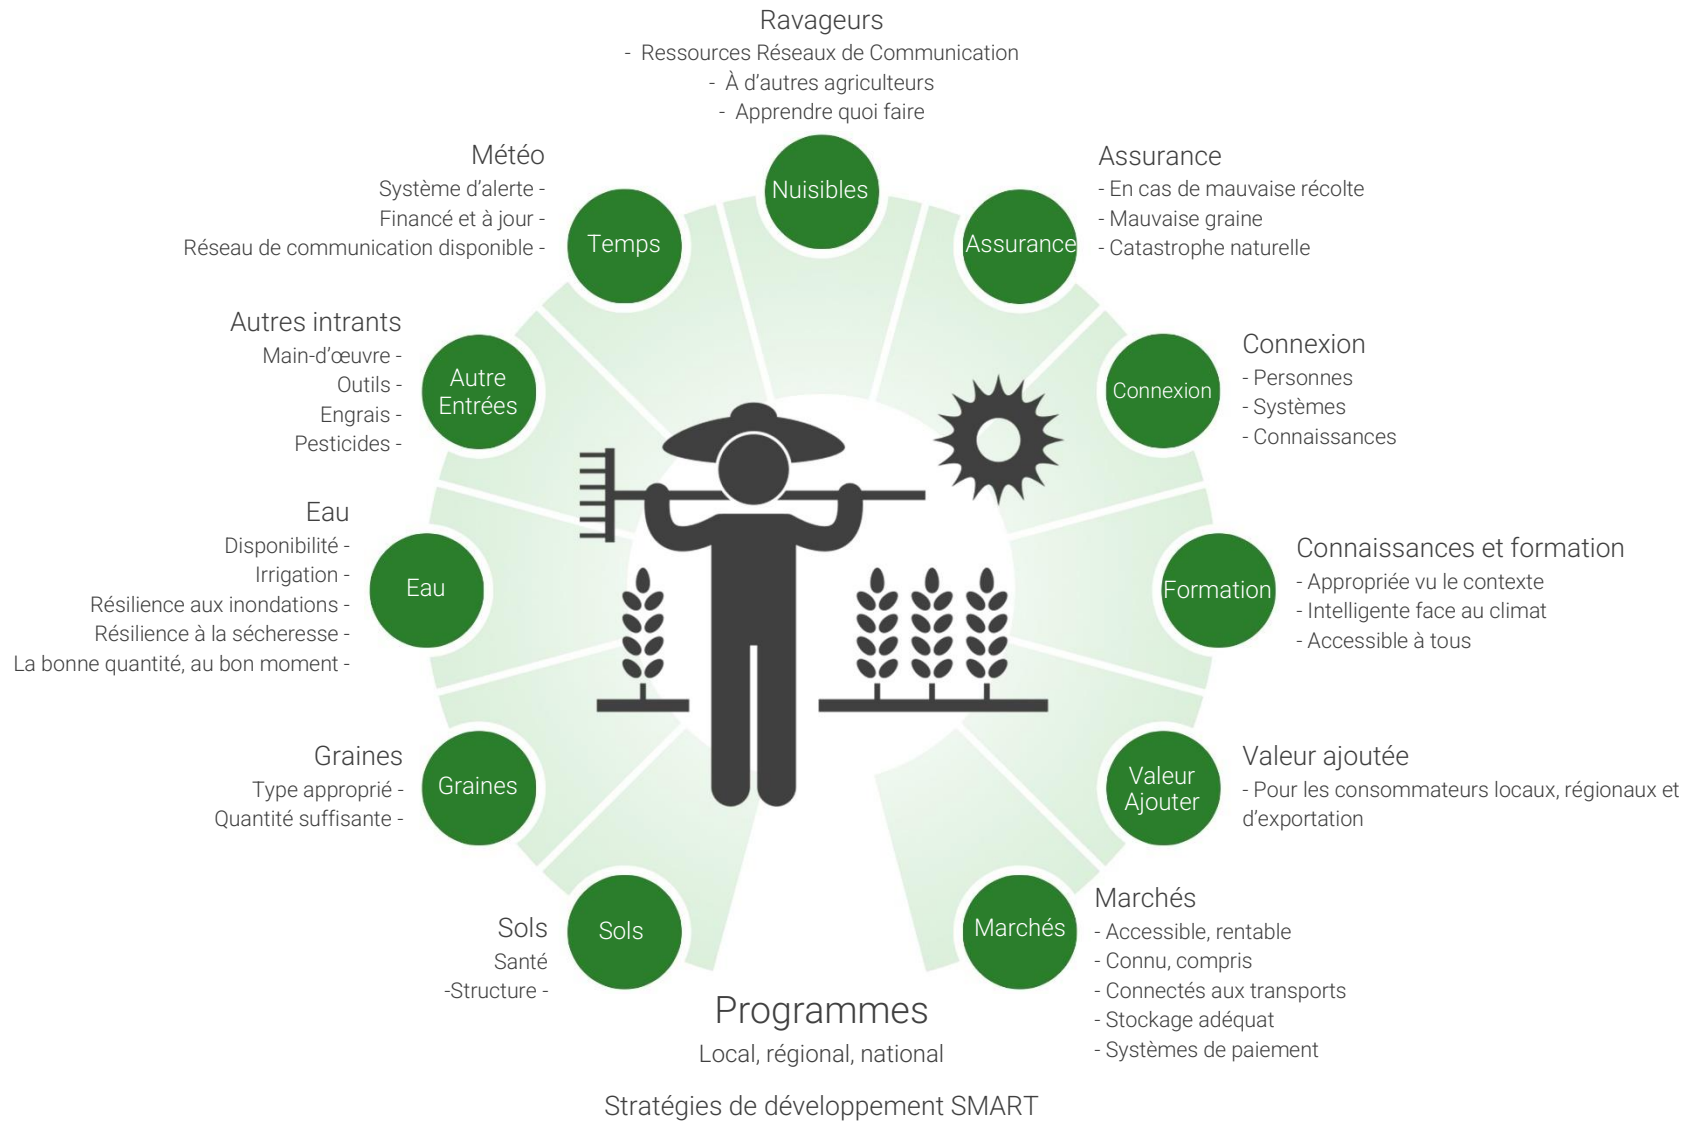 Ravageurs
- Ressources Réseaux de Communication
- À d'autres agriculteurs
- Apprendre quoi faire
Nuisibles
Météo
Système d'alerte -
Financé et à jour -
Réseau de communication disponible -
Temps
Assurance
- En cas de mauvaise récolte
- Mauvaise graine
- Catastrophe naturelle
Assurance
Autres intrants
Main-d'œuvre -
Outils -
Engrais -
Pesticides -
Autre
Entrées
Connexion
- Personnes
- Systèmes
- Connaissances
Connexion
Eau
Disponibilité -
Irrigation -
Résilience aux inondations -
Résilience à la sécheresse -
La bonne quantité, au bon moment -
Eau
Connaissances et formation
- Appropriée vu le contexte
- Intelligente face au climat
- Accessible à tous
Formation
Graines
Type approprié -
Quantité suffisante -
Graines
Valeur ajoutée
- Pour les consommateurs locaux, régionaux et
d'exportation
Valeur
Ajouter
Sols
Santé
-Structure -
Sols
Marchés
- Accessible, rentable
- Connu, compris
- Connectés aux transports
- Stockage adéquat
- Systèmes de paiement
Marchés
Programmes
Local, régional, national
Stratégies de développement SMART